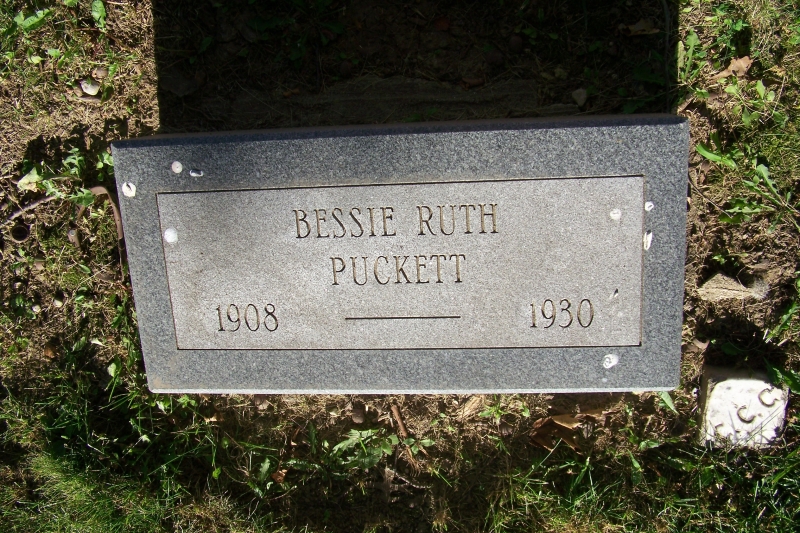 BESSIE RUTH
PUCKETT
1908 — 1930